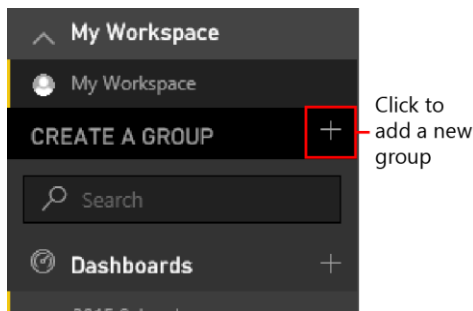 My Workspace
My Workspace
CREATE A GROUP
Click to
add a new
group
Search
Dashboards